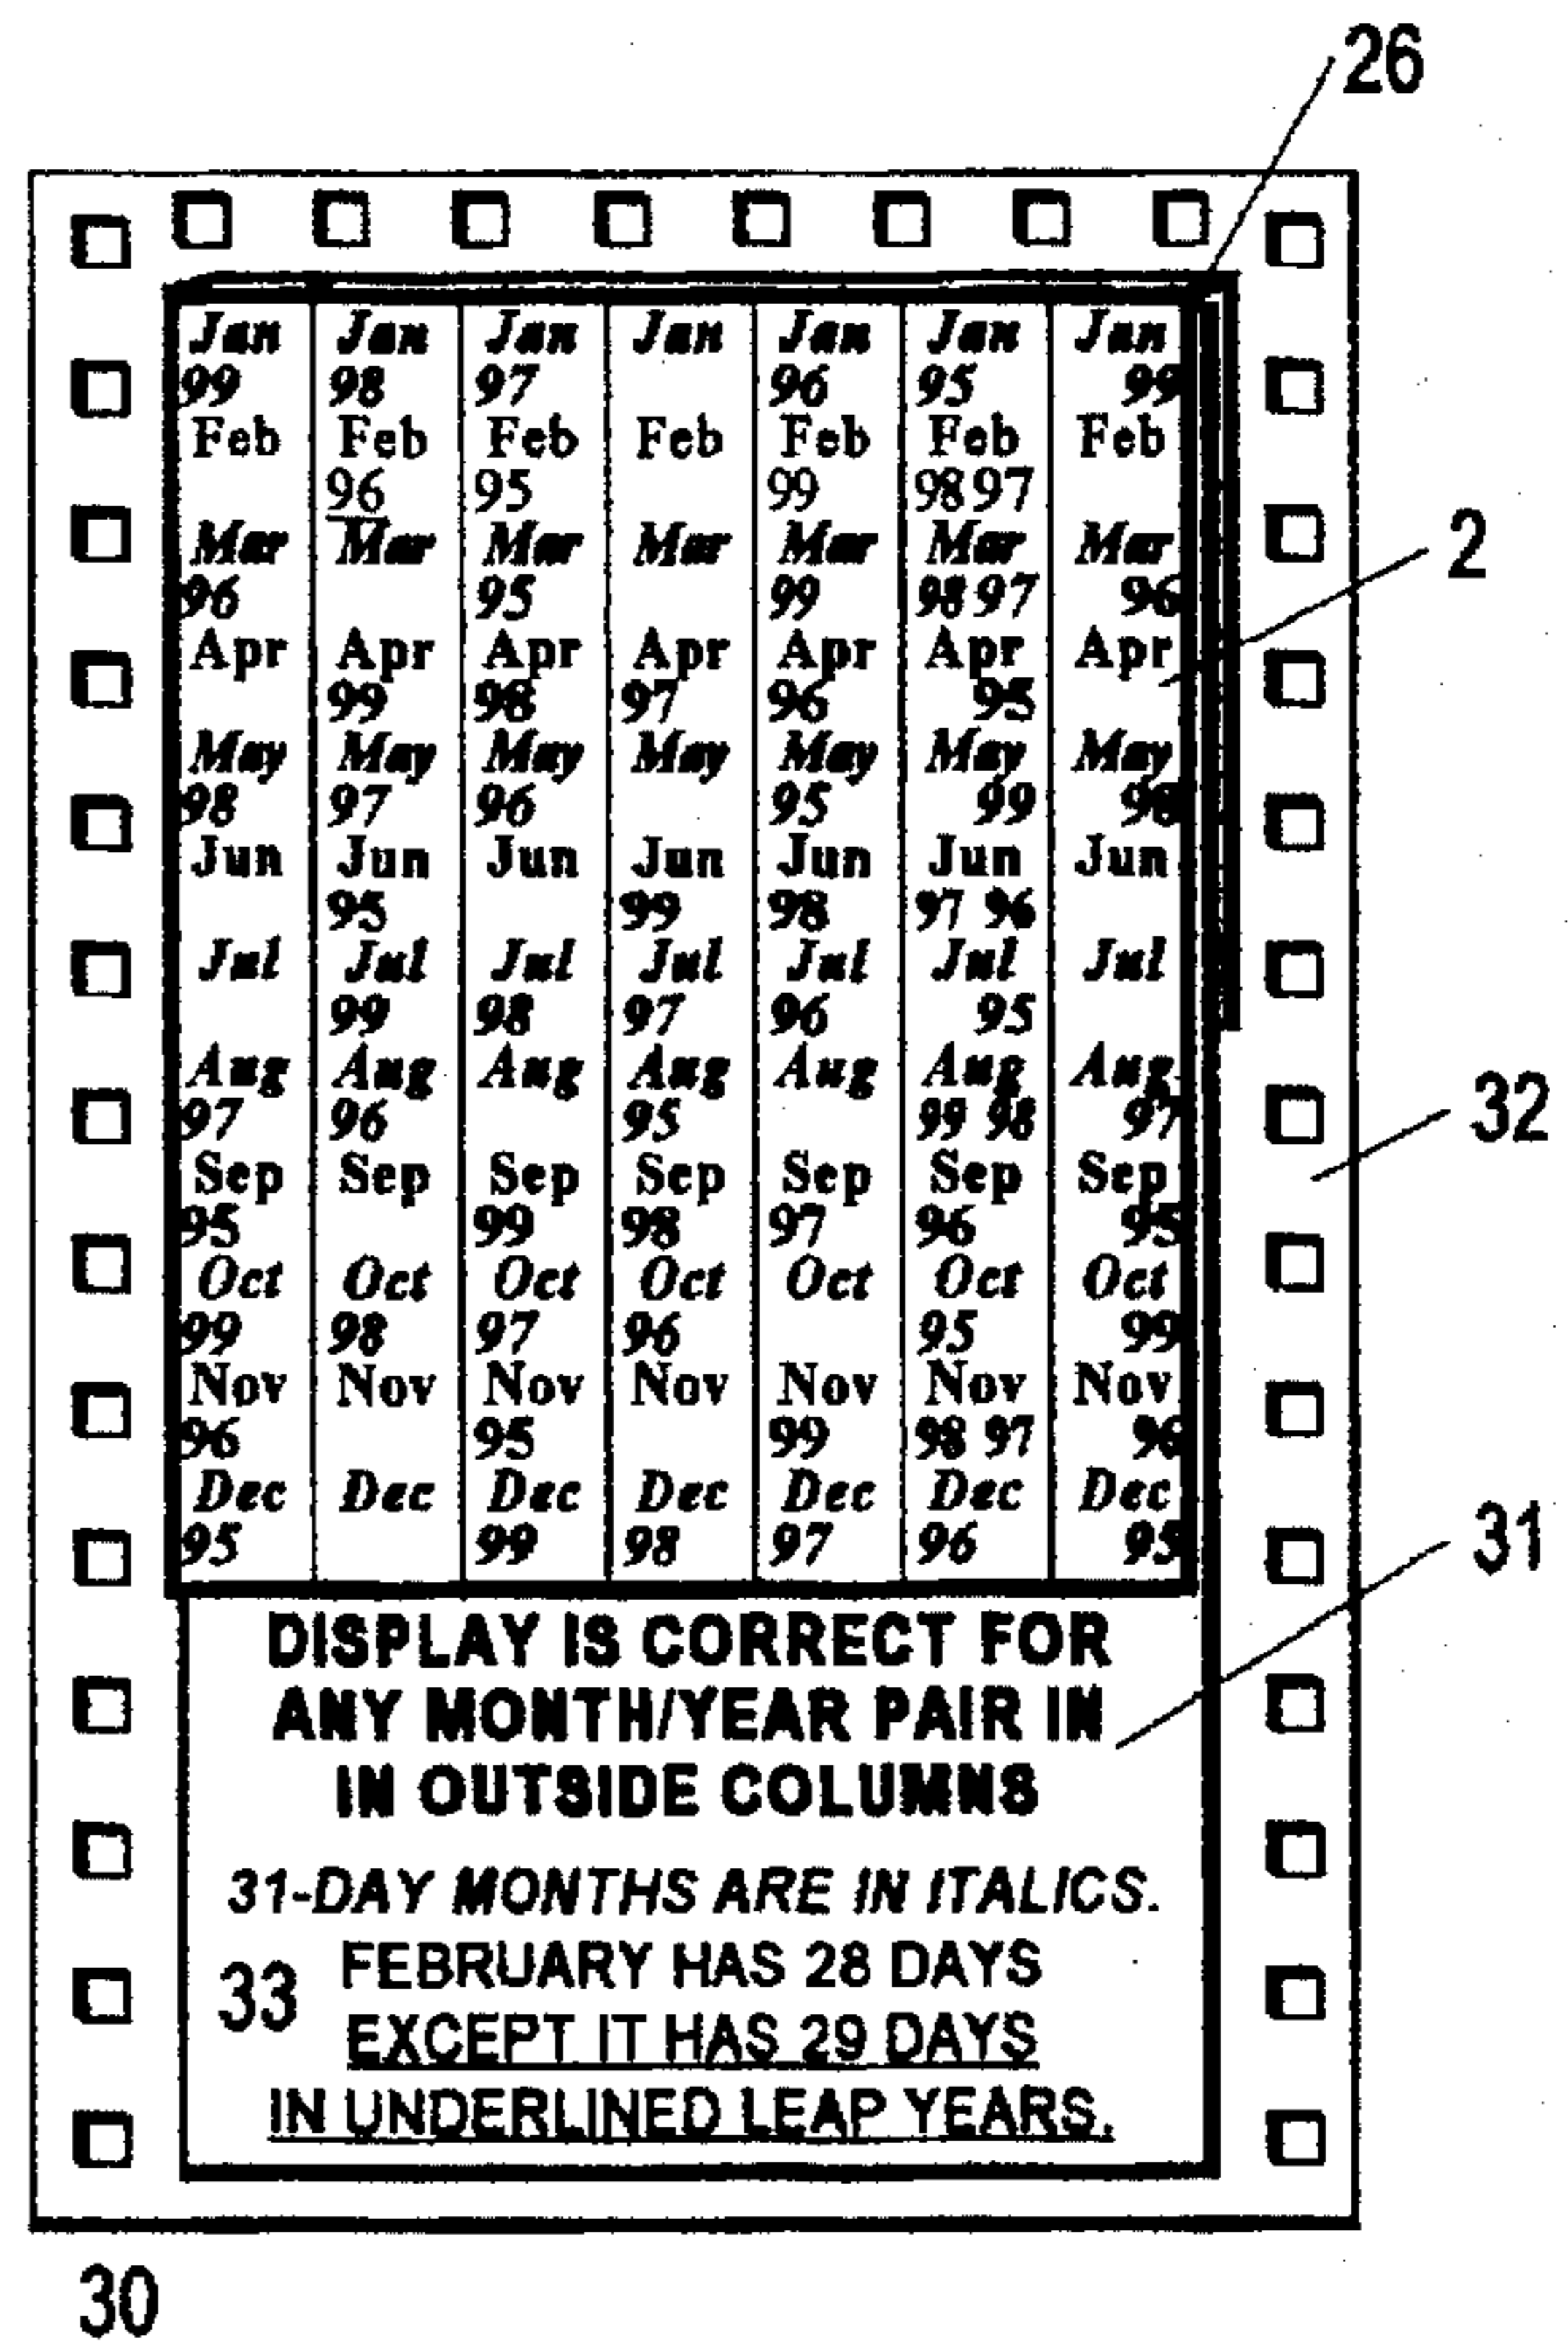 26
Jan Jan Jan Jan Jan Jan Jan
99 98 97 96 95 99
Feb Feb Feb Feb Feb Feb Feb
96 95 99 98 97
2
Mar Mar Mar Mar Mar Mar Mar
96 95 99 98 97 96
Apr Apr Apr Apr Apr Apr Apr
99 98 97 96 95
May May May May May May May
98 97 96 95 99 98
Jun Jun Jun Jun Jun Jun Jun
95 99 98 97 96
Jul Jul Jul Jul Jul Jul Jul
99 98 97 96 95
Aug Aug Aug Aug Aug Aug Aug
97 96 95 99 98 97
32
Sep Sep Sep Sep Sep Sep Sep
95 99 98 97 96 95
Oct Oct Oct Oct Oct Oct Oct
99 98 97 96 95 99
Nov Nov Nov Nov Nov Nov Nov
96 95 99 98 97 96
Dec Dec Dec Dec Dec Dec Dec
95 99 98 97 96 95
31
DISPLAY IS CORRECT FOR
ANY MONTH/YEAR PAIR IN
IN OUTSIDE COLUMNS
31-DAY MONTHS ARE IN ITALICS.
33 FEBRUARY HAS 28 DAYS
EXCEPT IT HAS 29 DAYS
IN UNDERLINED LEAP YEARS.
30